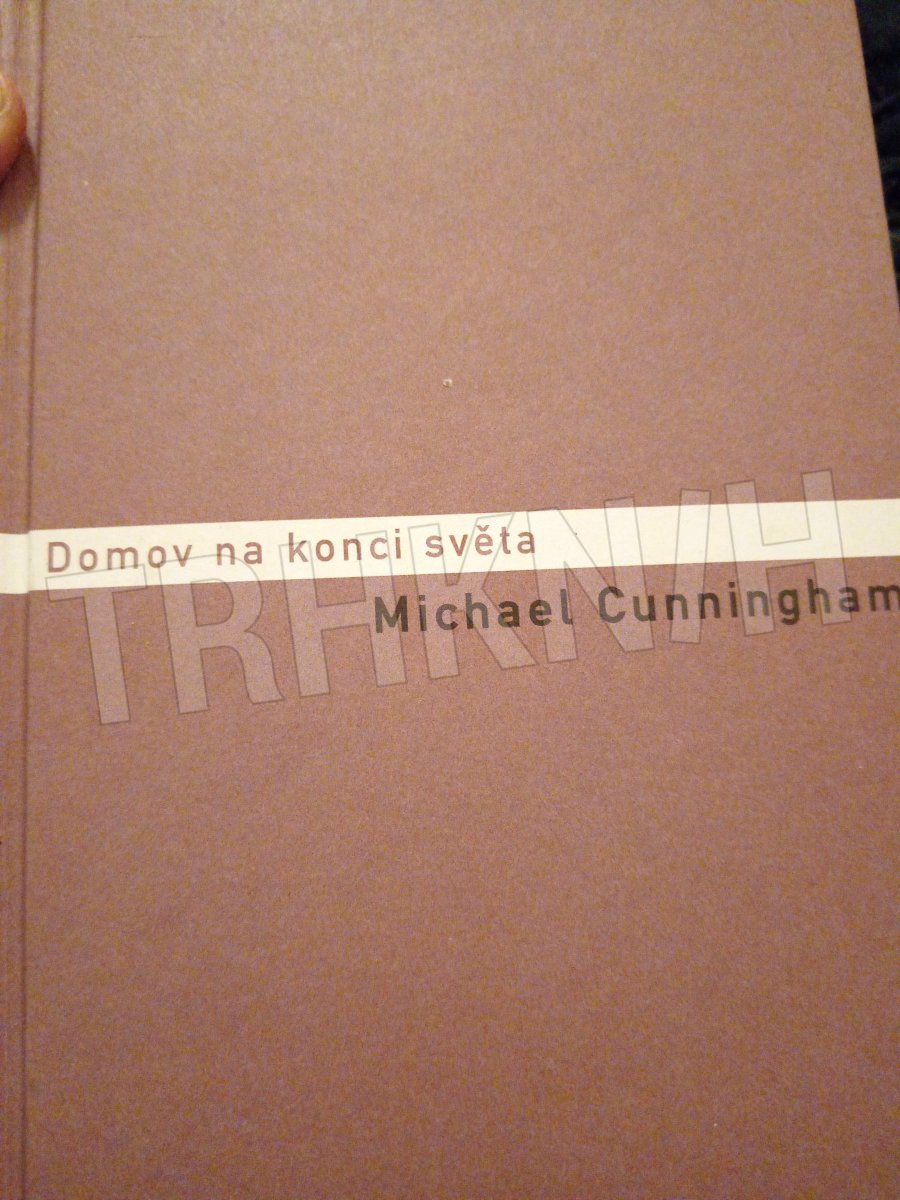 Domov na konci světa
Michael Cunningham
TRHKNIH